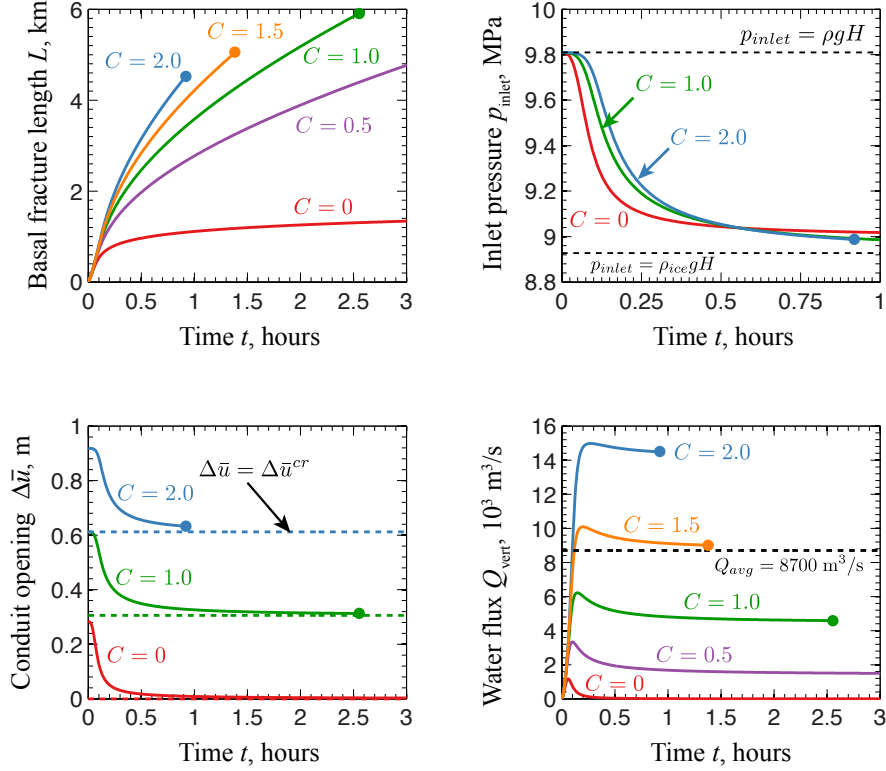 Basal fracture length L, km
6
4
2
0
C = 2.0
C = 1.5
C = 1.0
C = 0.5
C = 0
0 0.5 1 1.5 2 2.5 3
Time t, hours
Inlet pressure p_inlet, MPa
10
9.8
9.6
9.4
9.2
9
8.8
p_inlet = ρgH
C = 1.0
C = 2.0
C = 0
p_inlet = ρ_ice gH
0 0.25 0.5 0.75 1
Time t, hours
Conduit opening Δū, m
1
0.8
0.6
0.4
0.2
0
Δū = Δū^cr
C = 2.0
C = 1.0
C = 0
0 0.5 1 1.5 2 2.5 3
Time t, hours
Water flux Q_vert, 10³ m³/s
16
14
12
10
8
6
4
2
0
C = 2.0
C = 1.5
Q_avg = 8700 m³/s
C = 1.0
C = 0.5
C = 0
0 0.5 1 1.5 2 2.5 3
Time t, hours